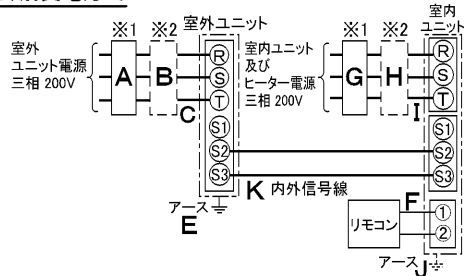 ※1
※2
室外ユニット
室外
ユニット電源
三相 200V
A
B
C
R
S
T
S1
S2
S3
アース
E
※1
※2
室内
ユニット
室内ユニット
及び
ヒーター電源
三相 200V
G
H
I
R
S
T
S1
S2
S3
K 内外信号線
F
リモコン
①
②
アース J